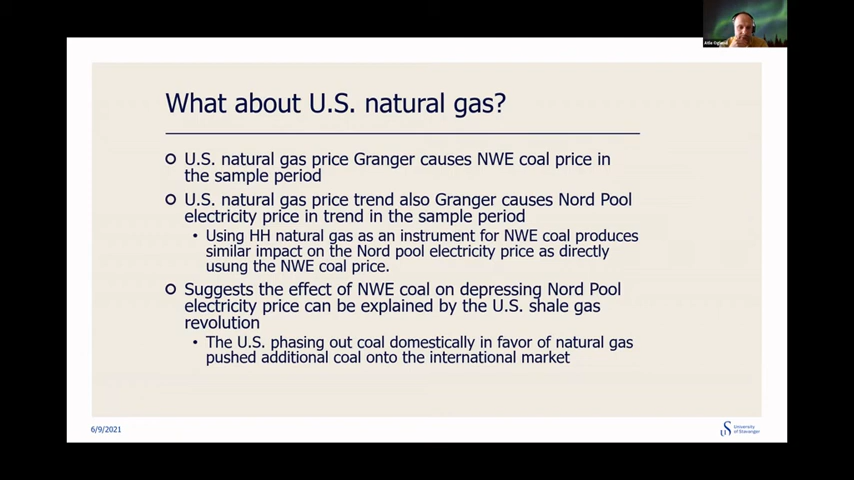 What about U.S. natural gas?
U.S. natural gas price Granger causes NWE coal price in
the sample period
U.S. natural gas price trend also Granger causes Nord Pool
electricity price in trend in the sample period
• Using HH natural gas as an instrument for NWE coal produces
similar impact on the Nord pool electricity price as directly
usung the NWE coal price.
Suggests the effect of NWE coal on depressing Nord Pool
electricity price can be explained by the U.S. shale gas
revolution
• The U.S. phasing out coal domestically in favor of natural gas
pushed additional coal onto the international market
6/9/2021
University
of Stavanger